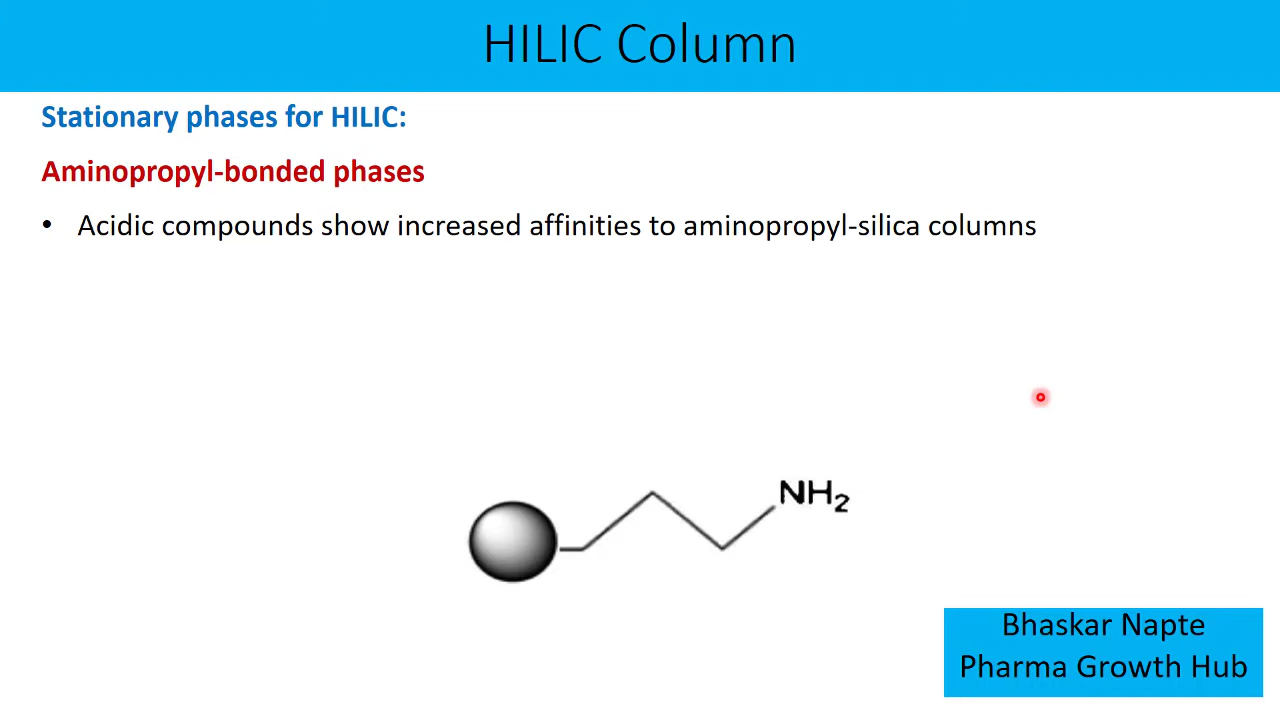 HILIC Column
Stationary phases for HILIC:
Aminopropyl-bonded phases
• Acidic compounds show increased affinities to aminopropyl-silica columns
NH₂
Bhaskar Napte
Pharma Growth Hub